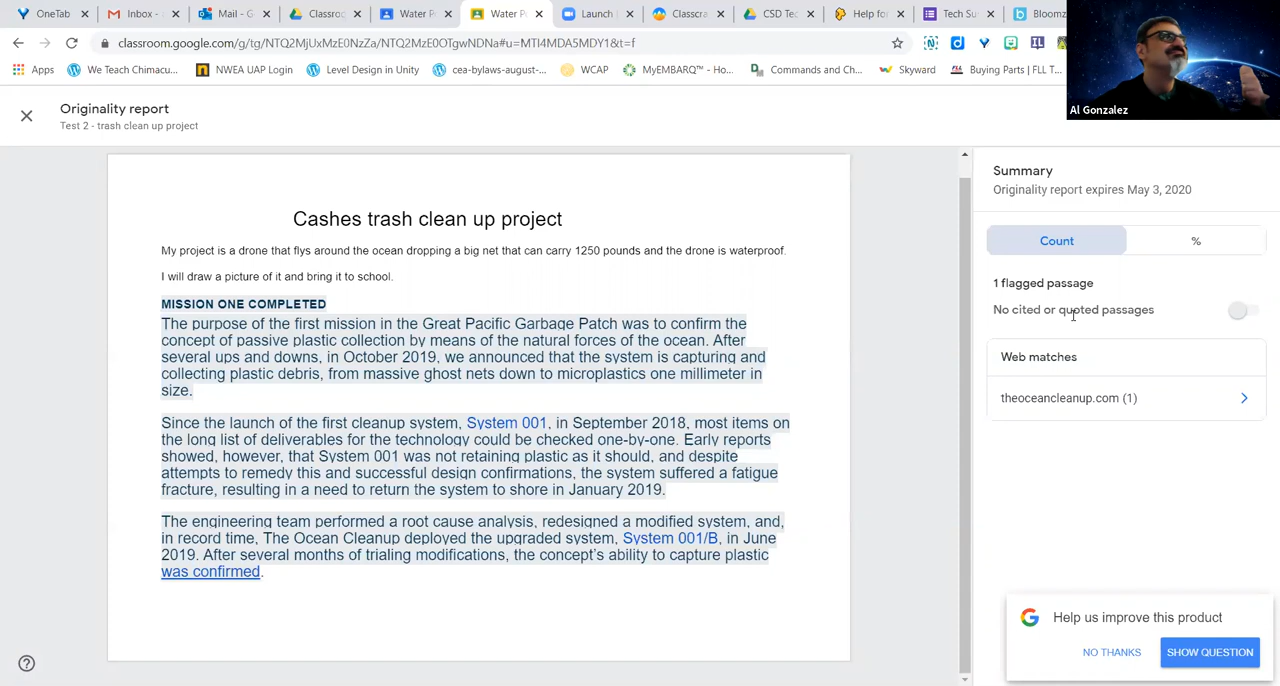 OneTab
Inbox -
Mail - G
Classroo
Water P
Water P
Launch
Classcra
CSD Tec
Help for
Tech Su
Bloomz
classroom.google.com/g/tg/NTQ2MjUxMzE0NzZa/NTQ2MzE0OTgwNDNa#u=MTI4MDA5MDY1&t=f
Apps
We Teach Chimacu...
NWEA UAP Login
Level Design in Unity
cea-bylaws-august-...
WCAP
MyEMBARQ™ - Ho...
Commands and Ch...
Skyward
Buying Parts | FLL T...
Al Gonzalez
Originality report
Test 2 - trash clean up project
Cashes trash clean up project
My project is a drone that flys around the ocean dropping a big net that can carry 1250 pounds and the drone is waterproof.
I will draw a picture of it and bring it to school.
MISSION ONE COMPLETED
The purpose of the first mission in the Great Pacific Garbage Patch was to confirm the
concept of passive plastic collection by means of the natural forces of the ocean. After
several ups and downs, in October 2019, we announced that the system is capturing and
collecting plastic debris, from massive ghost nets down to microplastics one millimeter in
size.
Since the launch of the first cleanup system, System 001, in September 2018, most items on
the long list of deliverables for the technology could be checked one-by-one. Early reports
showed, however, that System 001 was not retaining plastic as it should, and despite
attempts to remedy this and successful design confirmations, the system suffered a fatigue
fracture, resulting in a need to return the system to shore in January 2019.
The engineering team performed a root cause analysis, redesigned a modified system, and,
in record time, The Ocean Cleanup deployed the upgraded system, System 001/B, in June
2019. After several months of trialing modifications, the concept's ability to capture plastic
was confirmed.
Summary
Originality report expires May 3, 2020
Count
%
1 flagged passage
No cited or quoted passages
Web matches
theoceancleanup.com (1)
Help us improve this product
NO THANKS
SHOW QUESTION